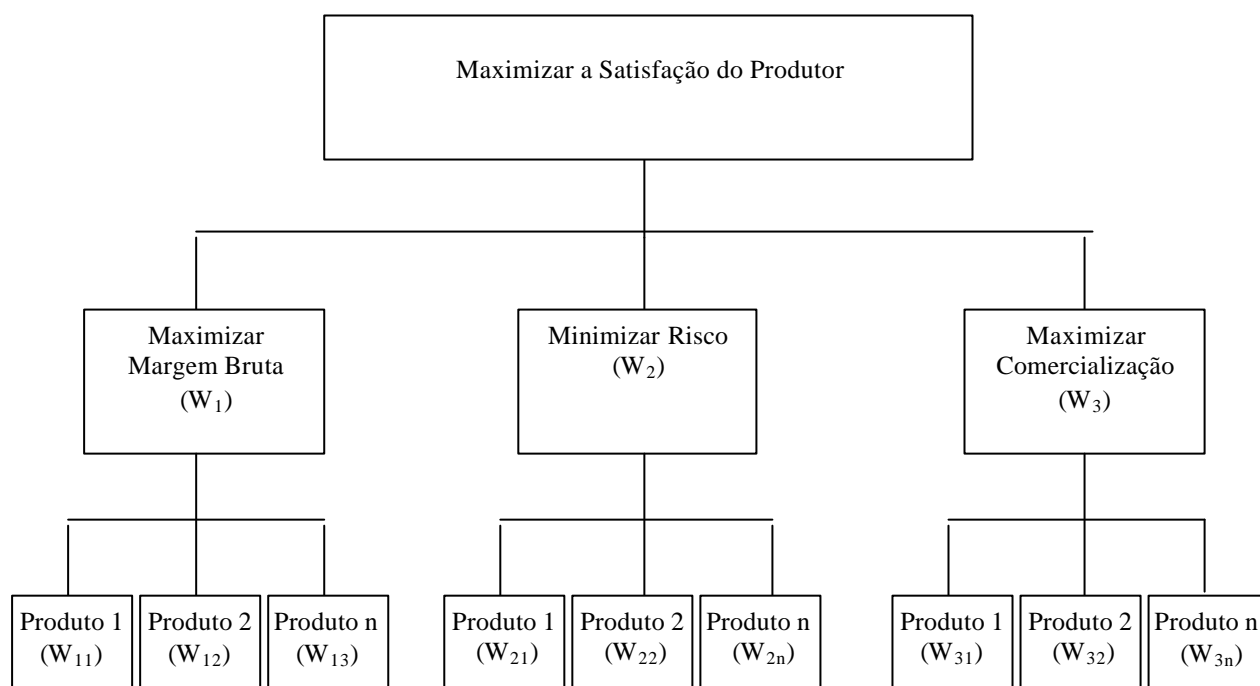 Maximizar a Satisfação do Produtor
Maximizar
Margem Bruta
(W₁)
Minimizar Risco
(W₂)
Maximizar
Comercialização
(W₃)
Produto 1
(W₁₁)
Produto 2
(W₁₂)
Produto n
(W₁₃)
Produto 1
(W₂₁)
Produto 2
(W₂₂)
Produto n
(W₂ₙ)
Produto 1
(W₃₁)
Produto 2
(W₃₂)
Produto n
(W₃ₙ)